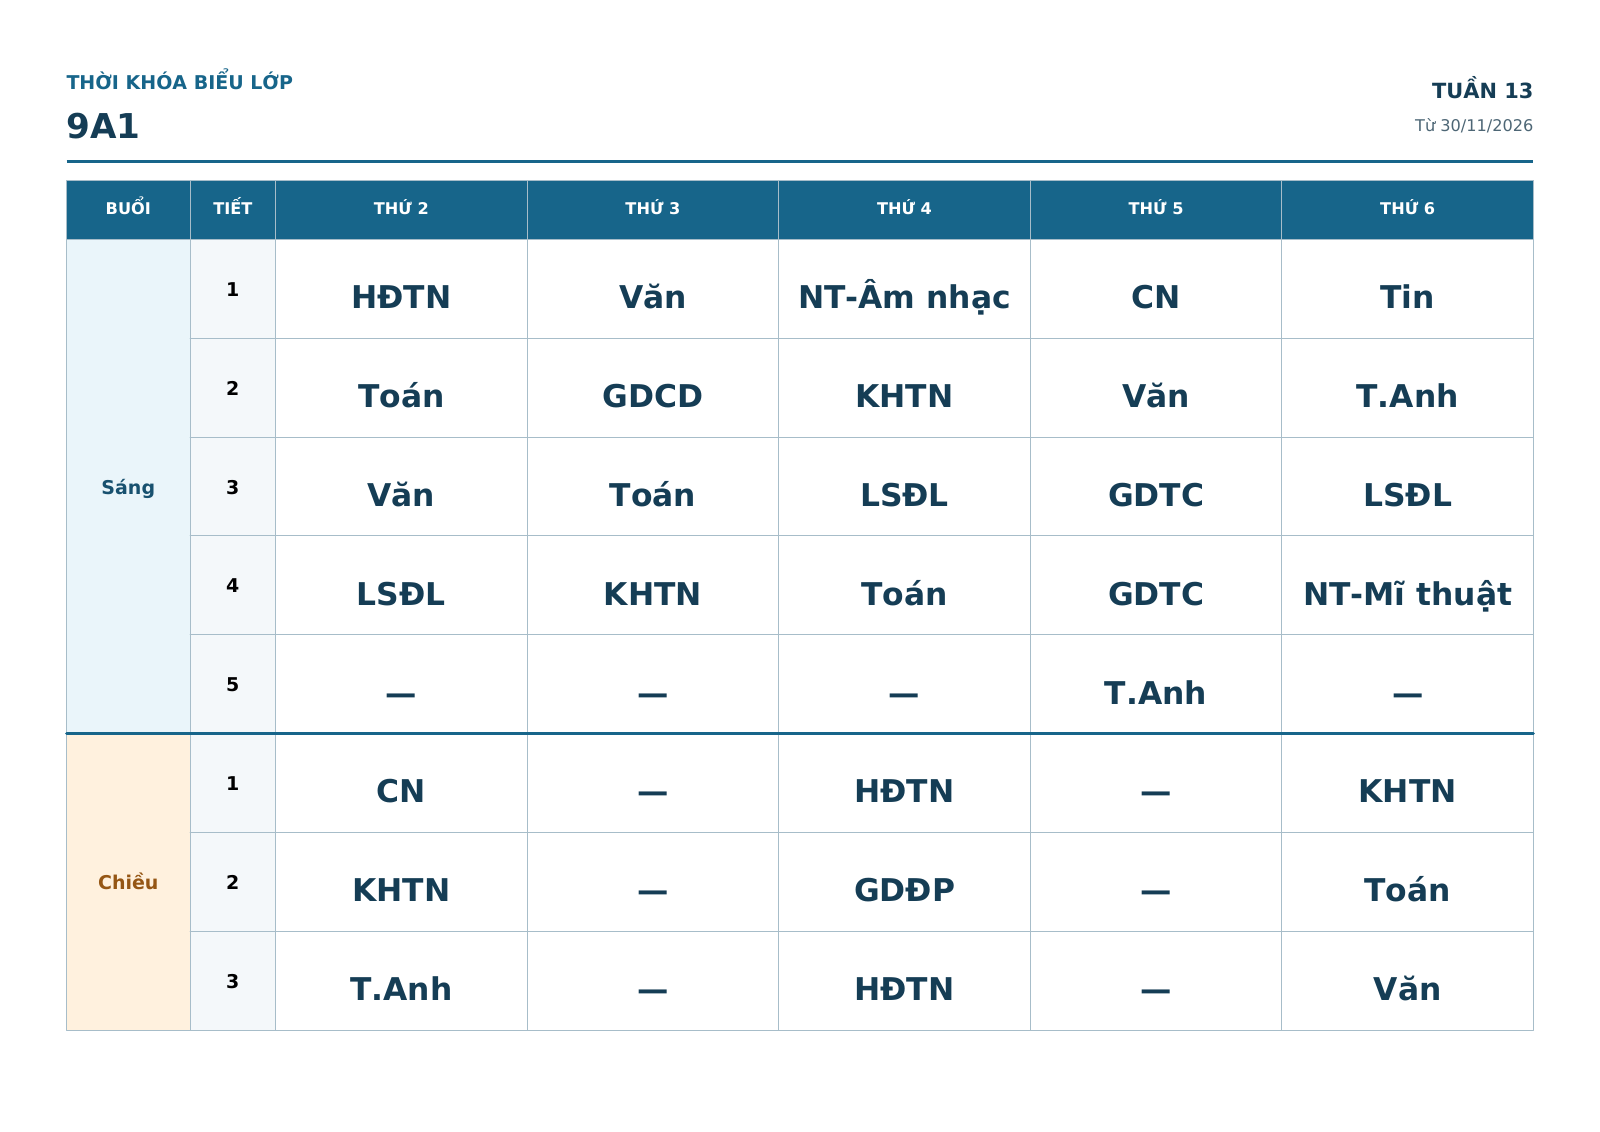 THỜI KHÓA BIỂU LỚP
9A1
TUẦN 13
Từ 30/11/2026
BUỔI TIẾT THỨ 2 THỨ 3 THỨ 4 THỨ 5 THỨ 6
Sáng
1 HĐTN Văn NT-Âm nhạc CN Tin
2 Toán GDCD KHTN Văn T.Anh
3 Văn Toán LSĐL GDTC LSĐL
4 LSĐL KHTN Toán GDTC NT-Mĩ thuật
5 — — — T.Anh —
Chiều
1 CN — HĐTN — KHTN
2 KHTN — GDĐP — Toán
3 T.Anh — HĐTN — Văn